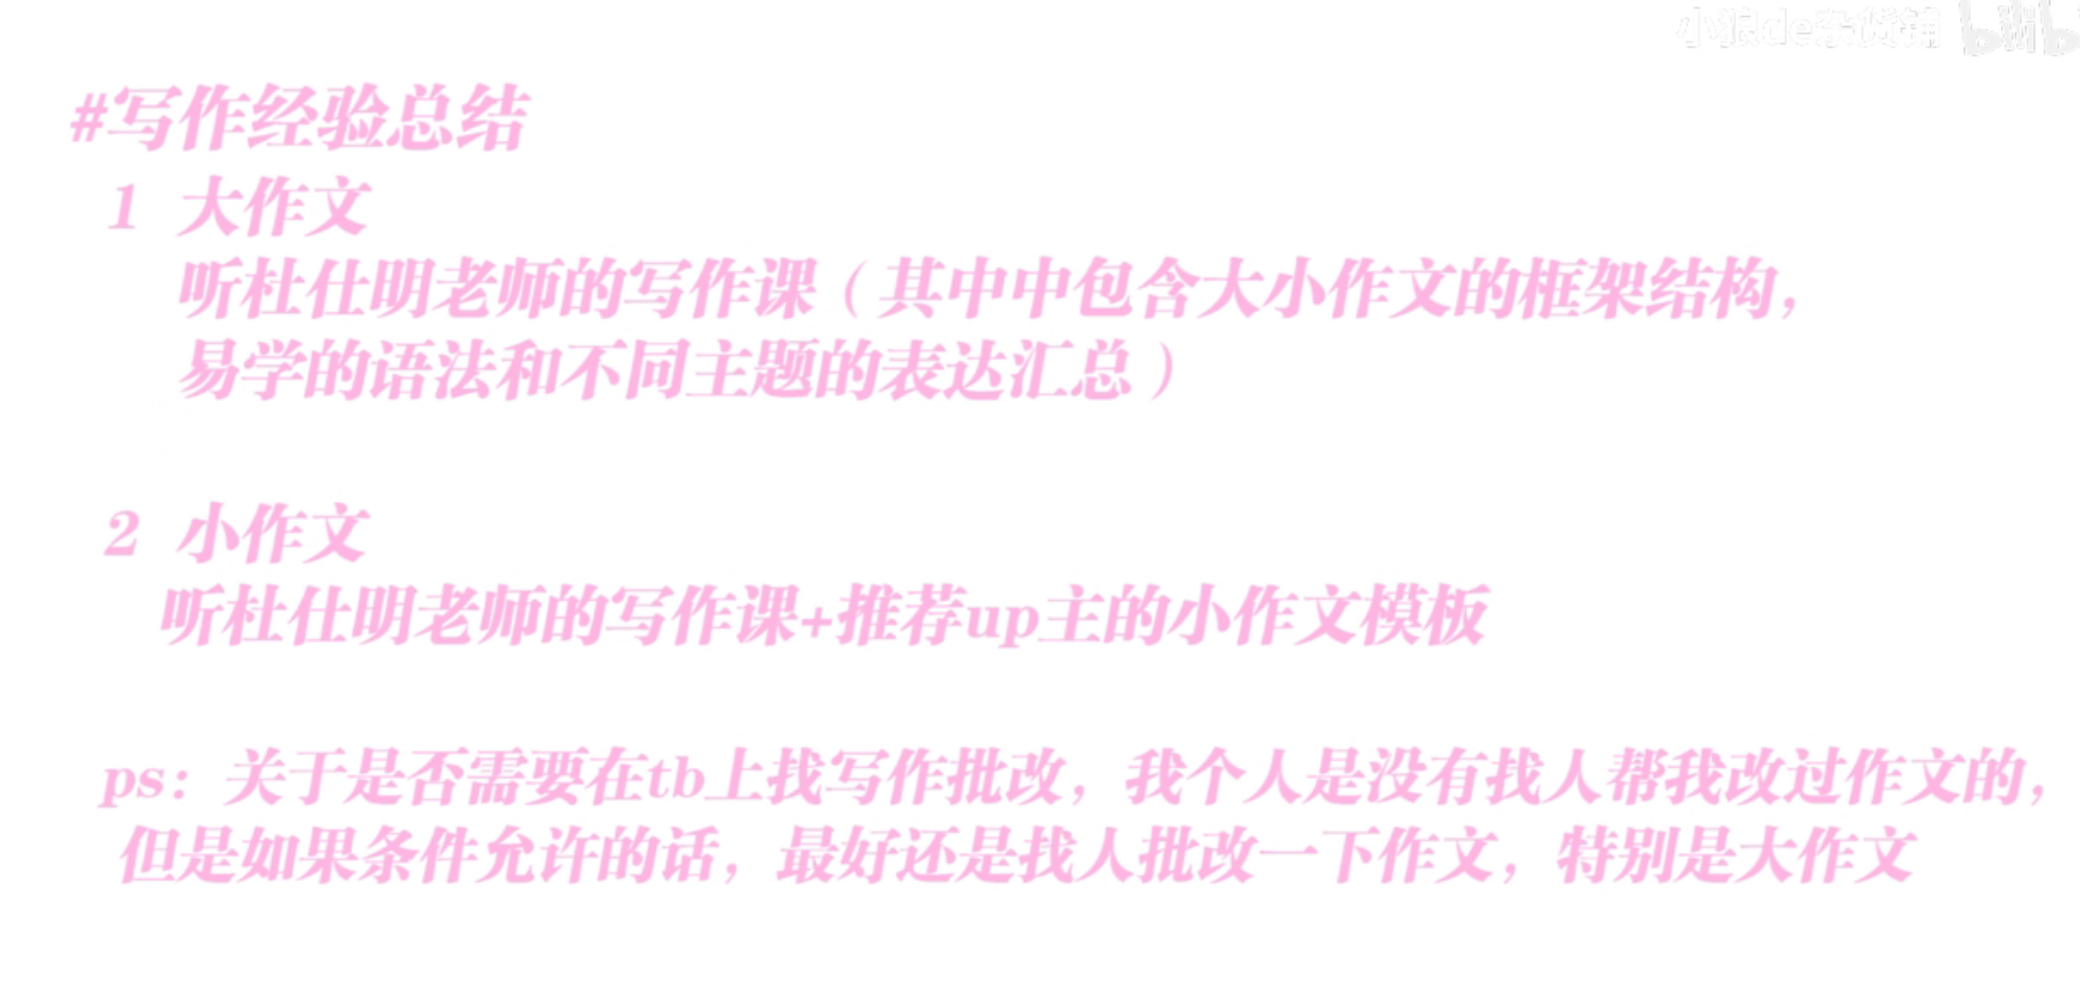 小狼de杂货铺 bilib
#写作经验总结
1 大作文
听杜仕明老师的写作课（其中中包含大小作文的框架结构，
易学的语法和不同主题的表达汇总）
2 小作文
听杜仕明老师的写作课+推荐up主的小作文模板
ps：关于是否需要在tb上找写作批改，我个人是没有找人帮我改过作文的，
但是如果条件允许的话，最好还是找人批改一下作文，特别是大作文